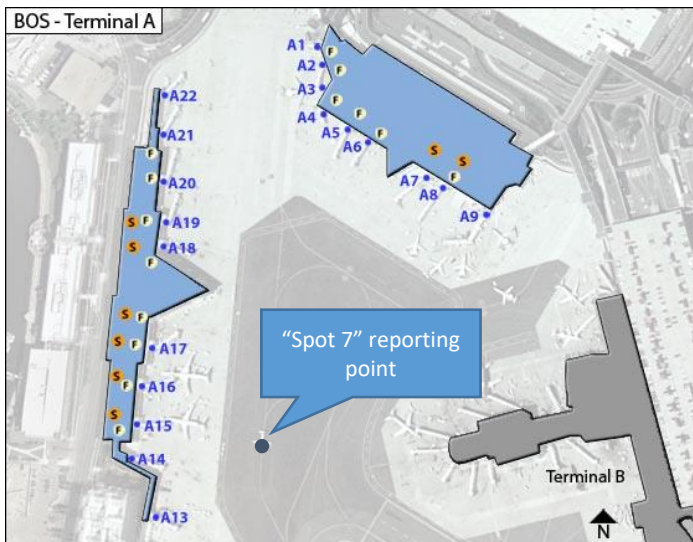 BOS - Terminal A
A1
A2
A3
A4
A5
A6
A7
A8
A9
F
F
F
F
F
S
S
F
A22
A21
F
F
A20
S
F
A19
S
A18
F
S
F
S
F
A17
S
F
A16
S
F
A15
A14
A13
“Spot 7” reporting
point
Terminal B
N